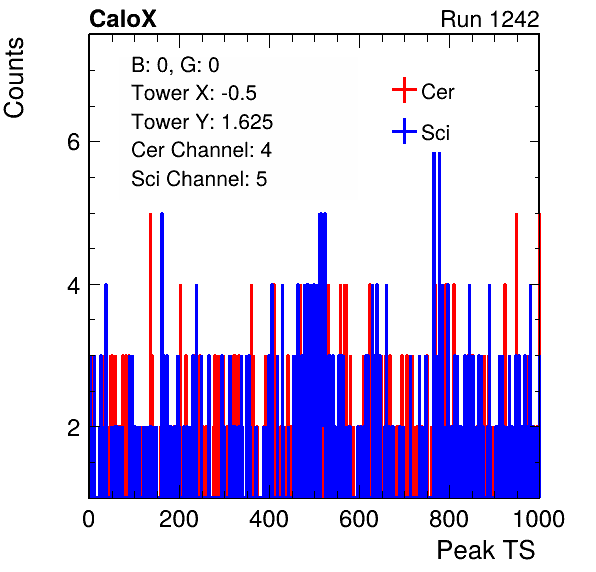 CaloX Run 1242
Counts
B: 0, G: 0
Tower X: -0.5
Tower Y: 1.625
Cer Channel: 4
Sci Channel: 5
Cer
Sci
6
4
2
0 200 400 600 800 1000
Peak TS